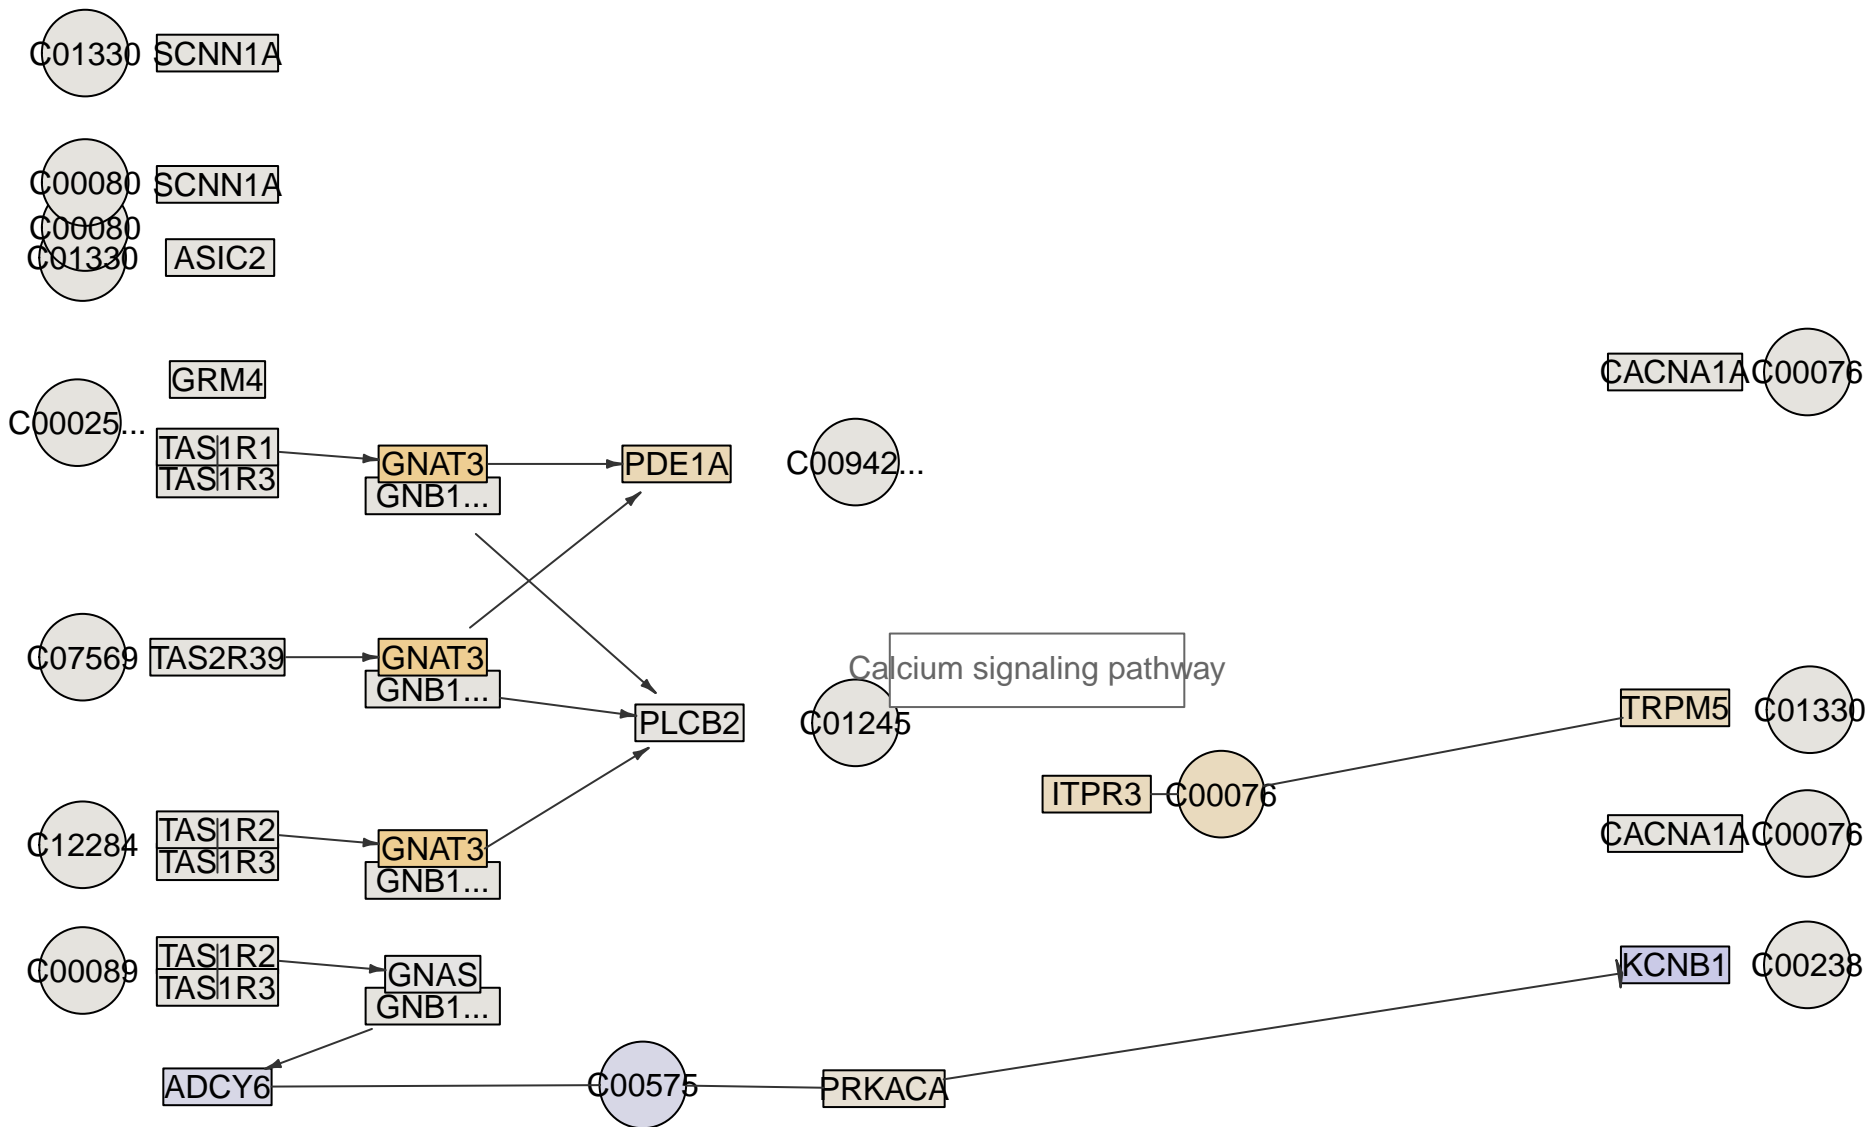 C01330 SCNN1A
C00080 SCNN1A
C00080
C01330 ASIC2
GRM4
CACNA1A C00076
C00025...
TAS1R1
TAS1R3
GNAT3
GNB1...
PDE1A
C00942...
C07569 TAS2R39
GNAT3
GNB1...
Calcium signaling pathway
PLCB2
C01245
TRPM5 C01330
ITPR3 C00076
C12284
TAS1R2
TAS1R3
GNAT3
GNB1...
CACNA1A C00076
C00089
TAS1R2
TAS1R3
GNAS
GNB1...
KCNB1 C00238
ADCY6 C00575 PRKACA